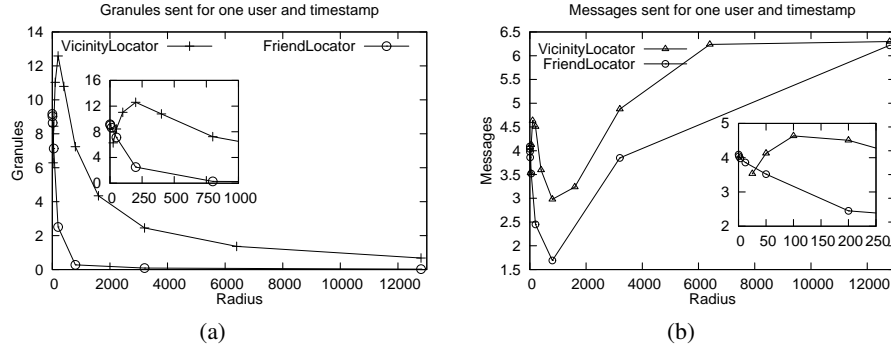 Granules sent for one user and timestamp
VicinityLocator
FriendLocator
14
12
10
8
6
4
2
0
Granules
16
12
8
4
0
0 250 500 750 1000
0 2000 4000 6000 8000 10000 12000
Radius
(a)
Messages sent for one user and timestamp
VicinityLocator
FriendLocator
6.5
6
5.5
5
4.5
4
3.5
3
2.5
2
1.5
Messages
5
4
3
2
0 50 100 150 200 250
0 2000 4000 6000 8000 10000 12000
Radius
(b)